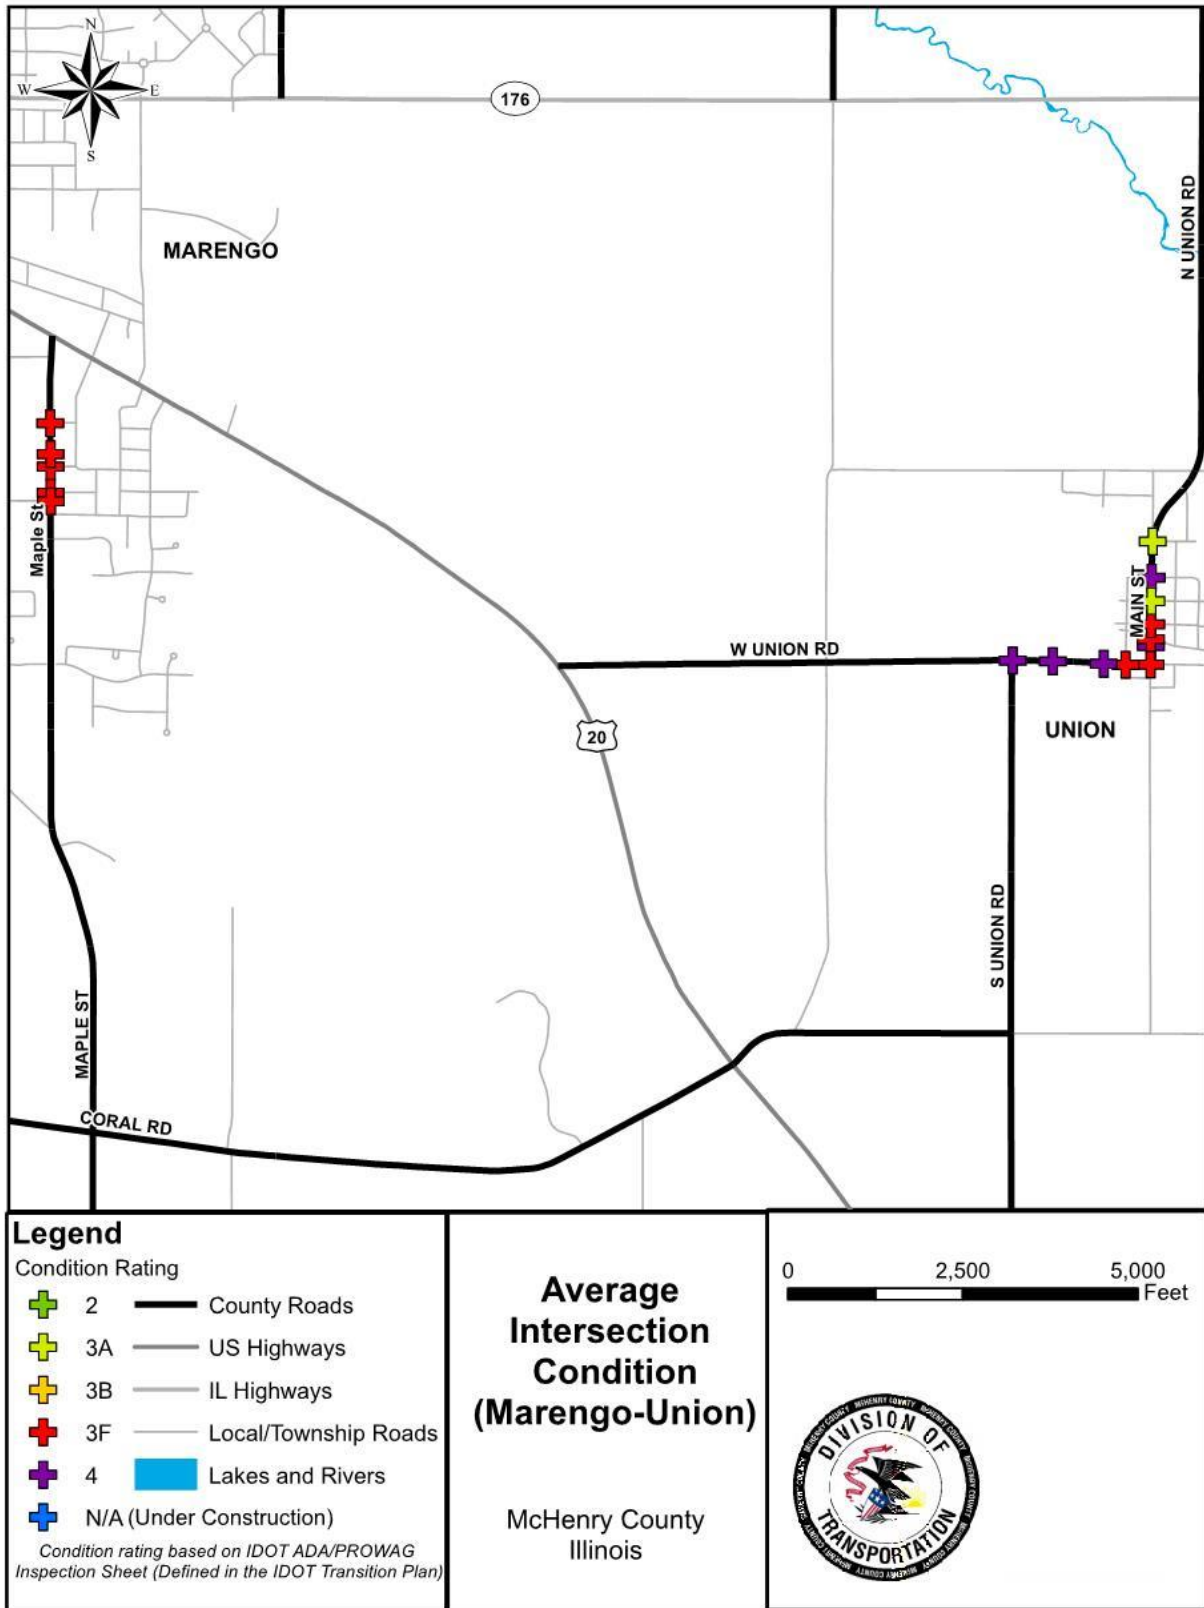 N
W
E
S
176
N UNION RD
MARENGO
Maple St
MAIN ST
W UNION RD
UNION
20
S UNION RD
MAPLE ST
CORAL RD
Legend
Condition Rating
2 County Roads
3A US Highways
3B IL Highways
3F Local/Township Roads
4 Lakes and Rivers
N/A (Under Construction)
Condition rating based on IDOT ADA/PROWAG
Inspection Sheet (Defined in the IDOT Transition Plan)
Average
Intersection
Condition
(Marengo-Union)
McHenry County
Illinois
0 2,500 5,000
Feet
DIVISION OF
TRANSPORTATION